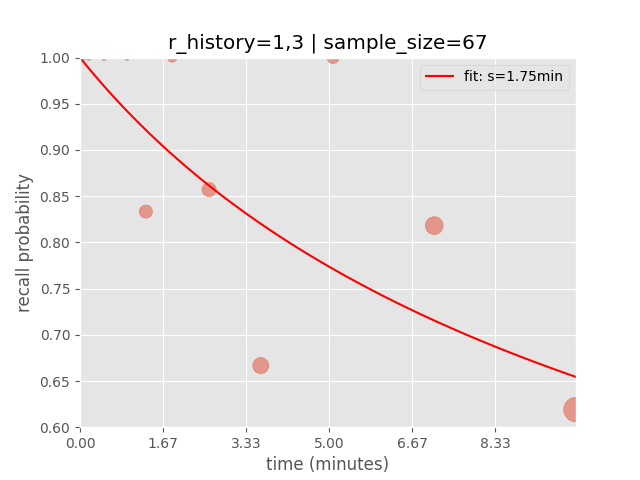 r_history=1,3 | sample_size=67
fit: s=1.75min
1.00
0.95
0.90
0.85
0.80
0.75
0.70
0.65
0.60
recall probability
0.00 1.67 3.33 5.00 6.67 8.33
time (minutes)